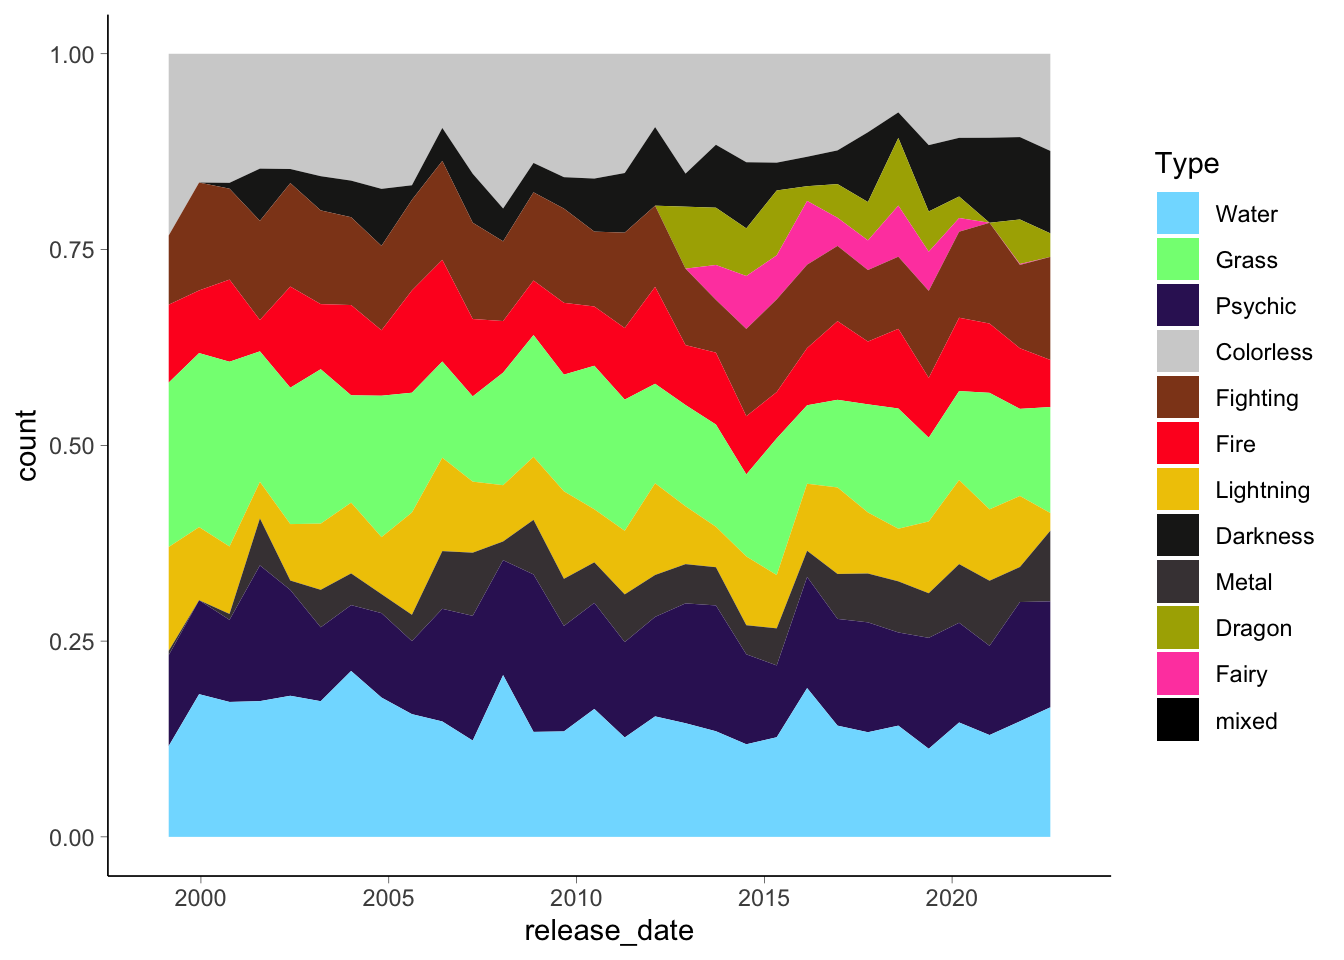 1.00
0.75
0.50
0.25
0.00
count
2000 2005 2010 2015 2020
release_date
Type
Water
Grass
Psychic
Colorless
Fighting
Fire
Lightning
Darkness
Metal
Dragon
Fairy
mixed